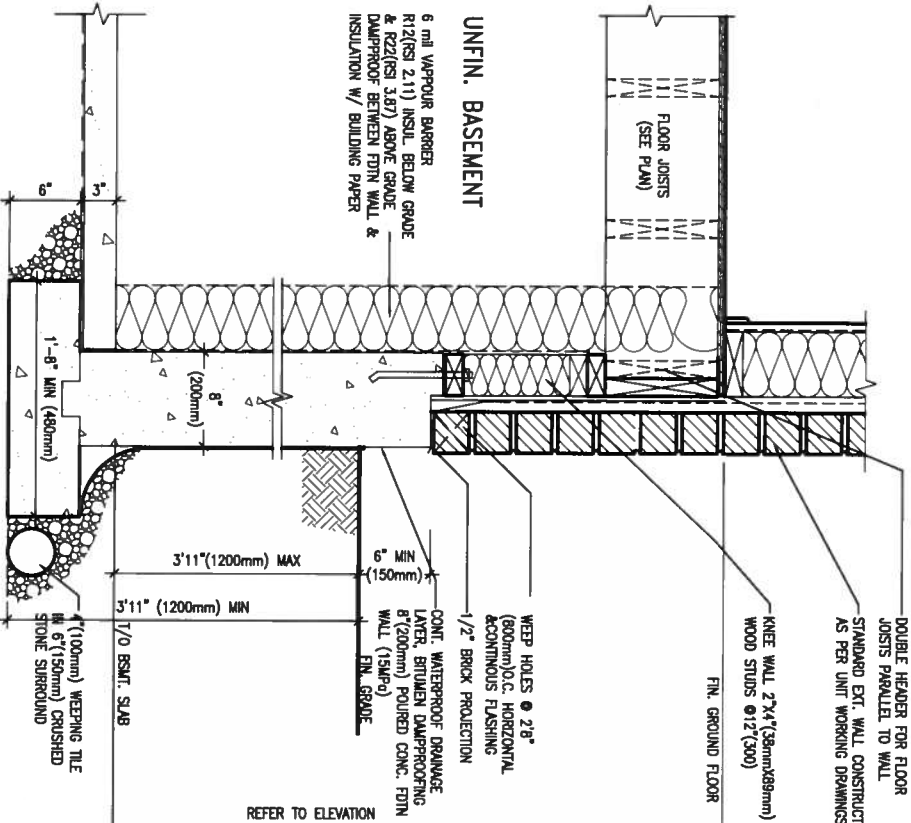 DOUBLE HEADER FOR FLOOR
JOISTS PARALLEL TO WALL
STANDARD EXT. WALL CONSTRUCT
AS PER UNIT WORKING DRAWINGS
KNEE WALL 2"X4"(38mmX89mm)
WOOD STUDS @12"(300)
FIN. GROUND FLOOR
FLOOR JOISTS
(SEE PLAN)
UNFIN. BASEMENT
6 mil VAPPOUR BARRIER
R12(RSI 2.11) INSUL BELOW GRADE
& R22(RSI 3.87) ABOVE GRADE
DAMPPROOF BETWEEN FDTN WALL &
INSULATION W/ BUILDING PAPER
WEEP HOLES @ 2'8"
(800mm)O.C. HORIZONTAL
&CONTINOUS FLASHING
1/2" BRICK PROJECTION
CONT. WATERPROOF DRAINAGE
LAYER, BITUMEN DAMPPROOFING
8"(200mm) POURED CONC. FDTN
WALL (15MPa)
FIN. GRADE
6" MIN
(150mm)
8"
(200mm)
3'11"(1200mm) MAX
3'11" (1200mm) MIN
T/O BSMT. SLAB
3"
6"
1'-8" MIN (480mm)
4"(100mm) WEEPING TILE
IN 6"(150mm) CRUSHED
STONE SURROUND
REFER TO ELEVATION